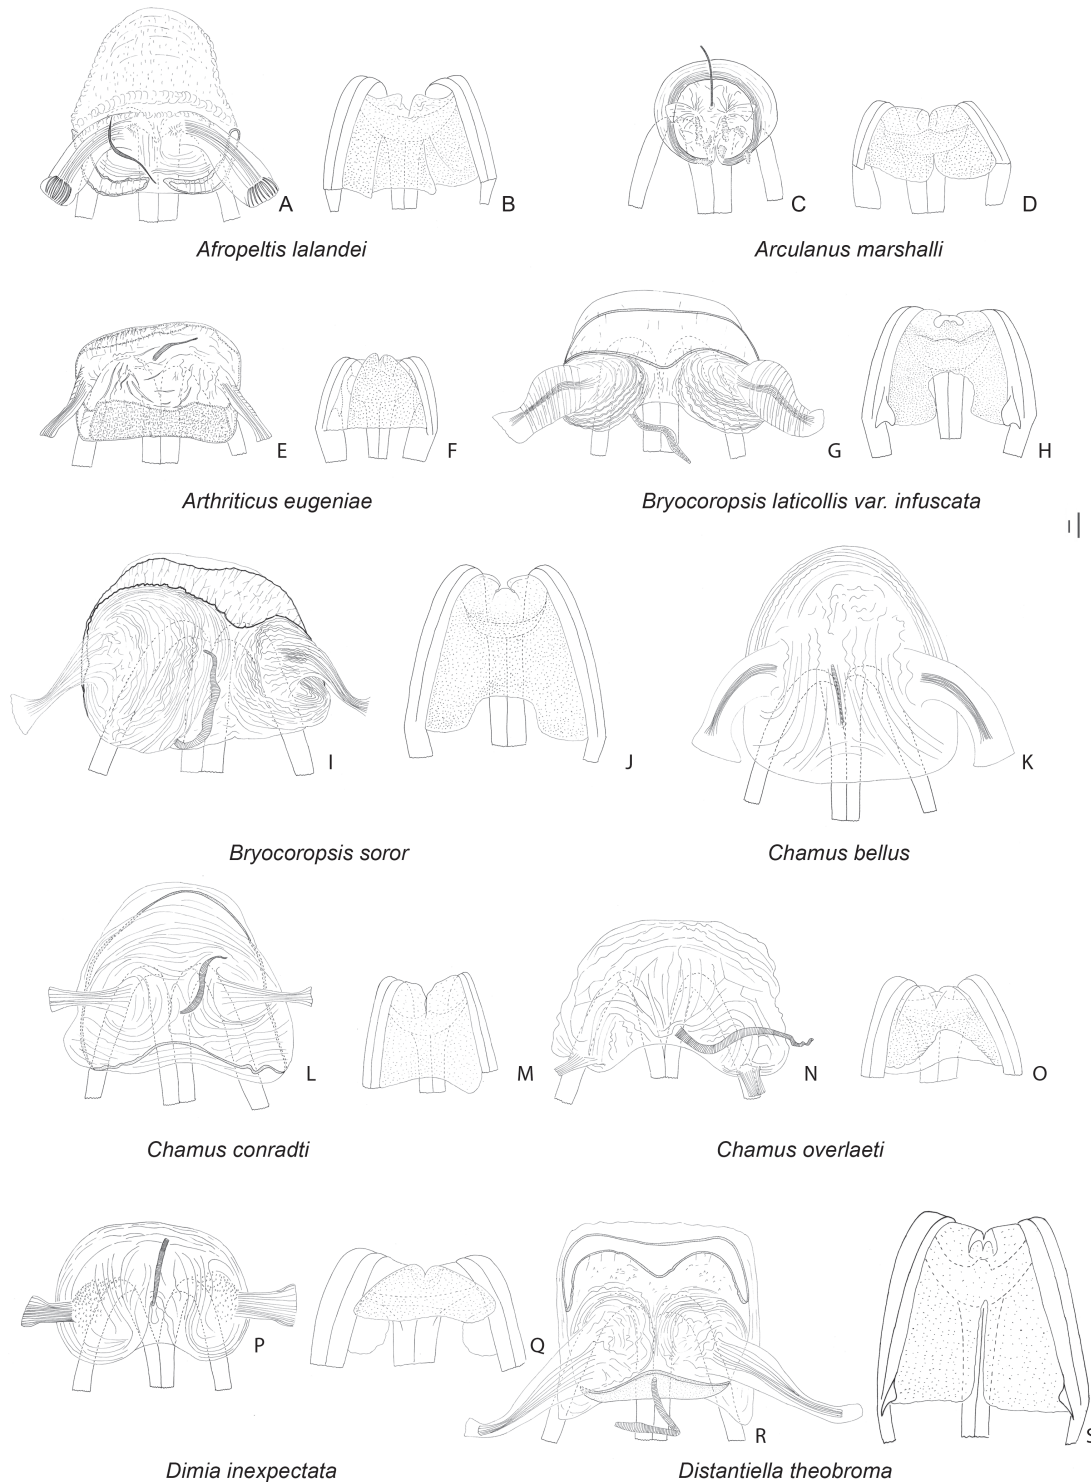 A
B
C
D
Afropeltis lalandei
Arculanus marshalli
E
F
G
H
Arthriticus eugeniae
Bryocoropsis laticollis var. infuscata
I
J
K
Bryocoropsis soror
Chamus bellus
L
M
N
O
Chamus conradti
Chamus overlaeti
P
Q
R
S
Dimia inexpectata
Distantiella theobroma